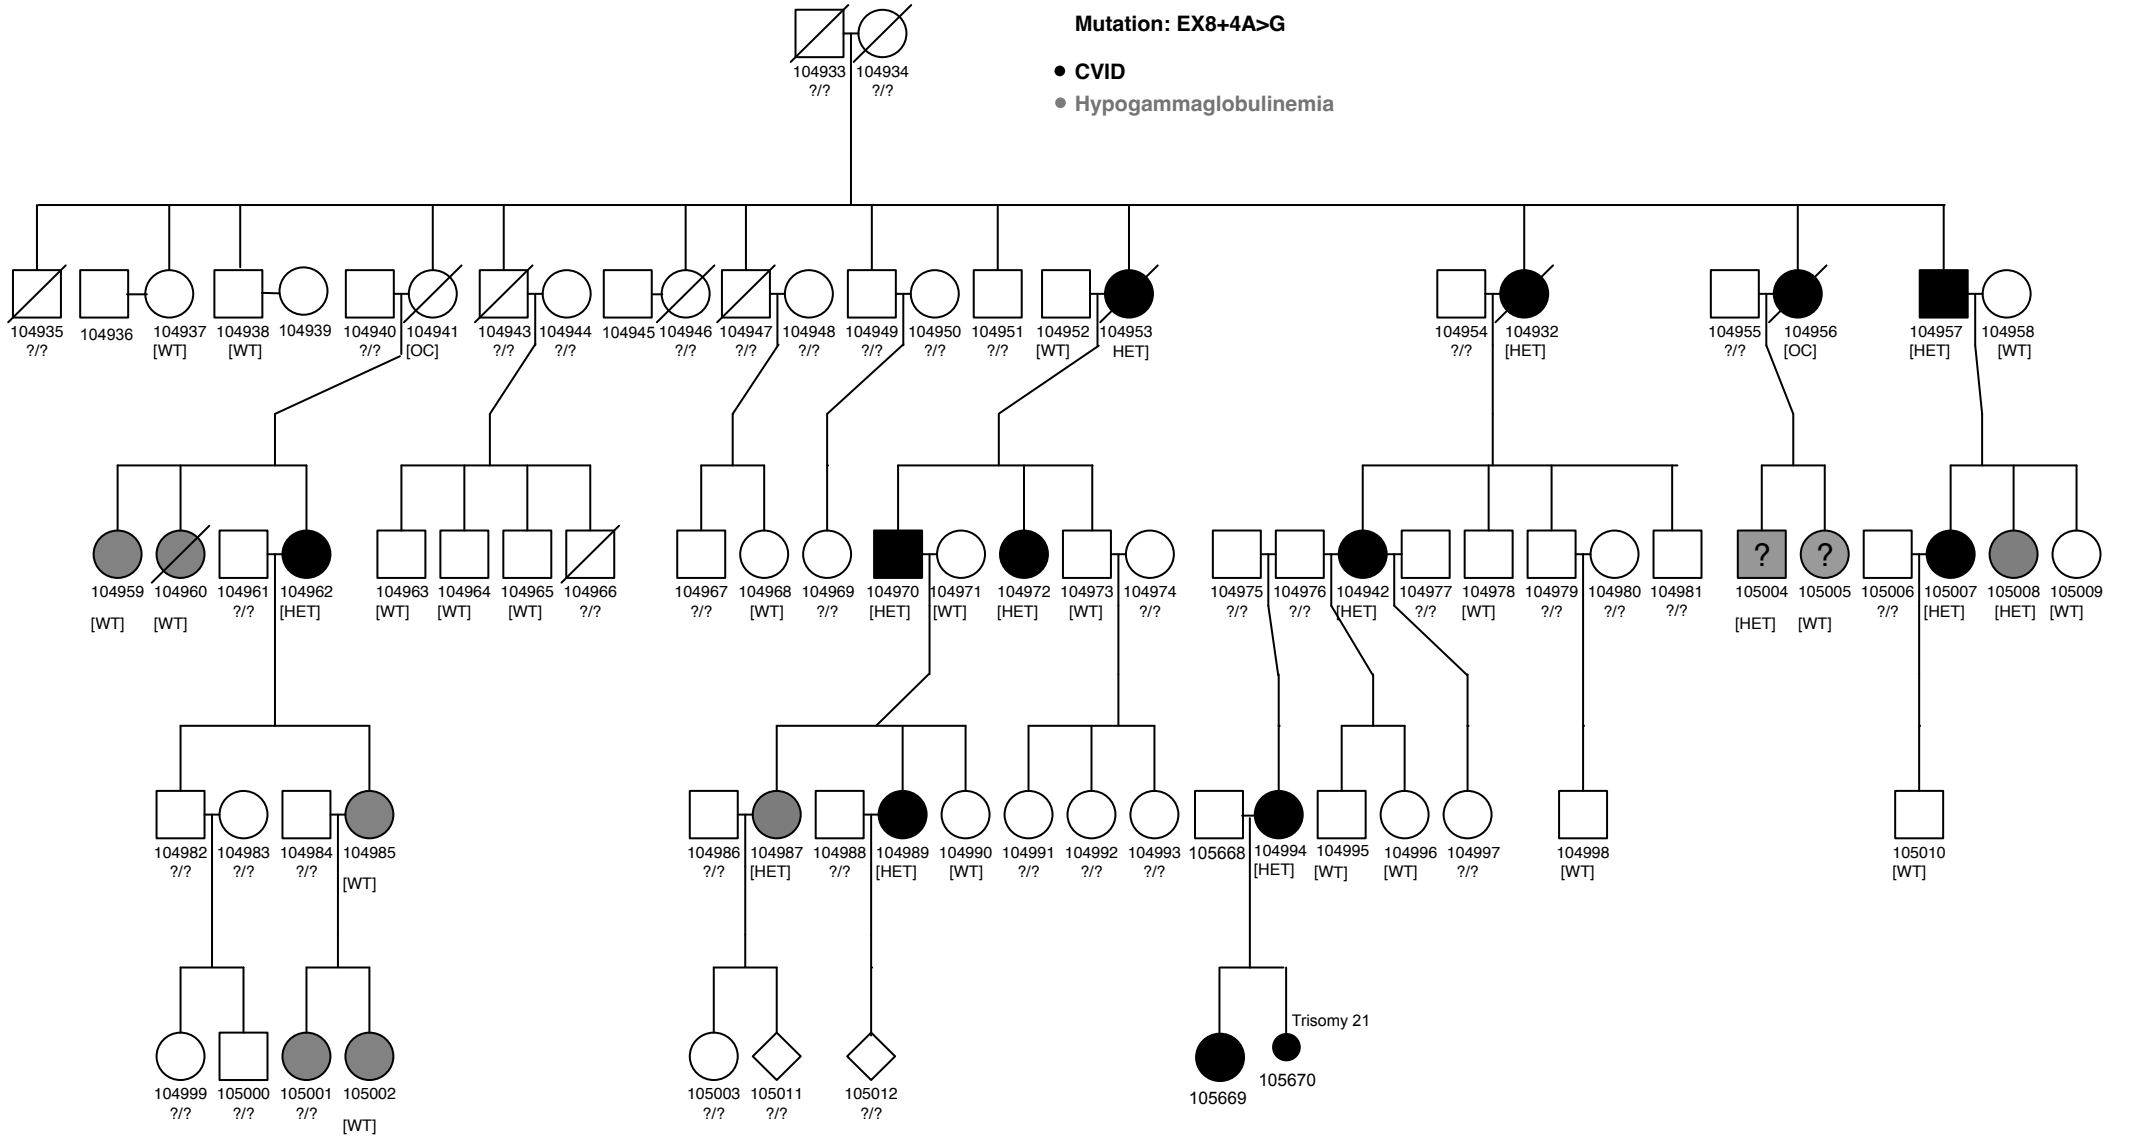 Mutation: EX8+4A>G
CVID
Hypogammaglobulinemia
104933 104934
?/? ?/?
104935 104936 104937 104938 104939 104940 104941 104943 104944 104945 104946 104947 104948 104949 104950 104951 104952 104953 104954 104932 104955 104956 104957 104958
?/? [WT] [WT] ?/? [OC] ?/? ?/? ?/? ?/? ?/? ?/? ?/? ?/? [WT] HET] ?/? [HET] ?/? [OC] [HET] [WT]
? ?
104959 104960 104961 104962 104963 104964 104965 104966 104967 104968 104969 104970 104971 104972 104973 104974 104975 104976 104942 104977 104978 104979 104980 104981 105004 105005 105006 105007 105008 105009
?/? [HET] [WT] [WT] [WT] ?/? ?/? [WT] ?/? [HET] [WT] [HET] [WT] ?/? ?/? ?/? [HET] ?/? [WT] ?/? ?/? ?/? ?/? [HET] [HET] [WT]
[WT] [WT] [HET] [WT]
104982 104983 104984 104985 104986 104987 104988 104989 104990 104991 104992 104993 105668 104994 104995 104996 104997 104998 105010
?/? ?/? ?/? ?/? [HET] ?/? [HET] [WT] ?/? ?/? ?/? [HET] [WT] [WT] ?/? [WT] [WT]
[WT]
Trisomy 21
105670
104999 105000 105001 105002 105003 105011 105012 105669
?/? ?/? ?/? ?/? ?/? ?/?
[WT]